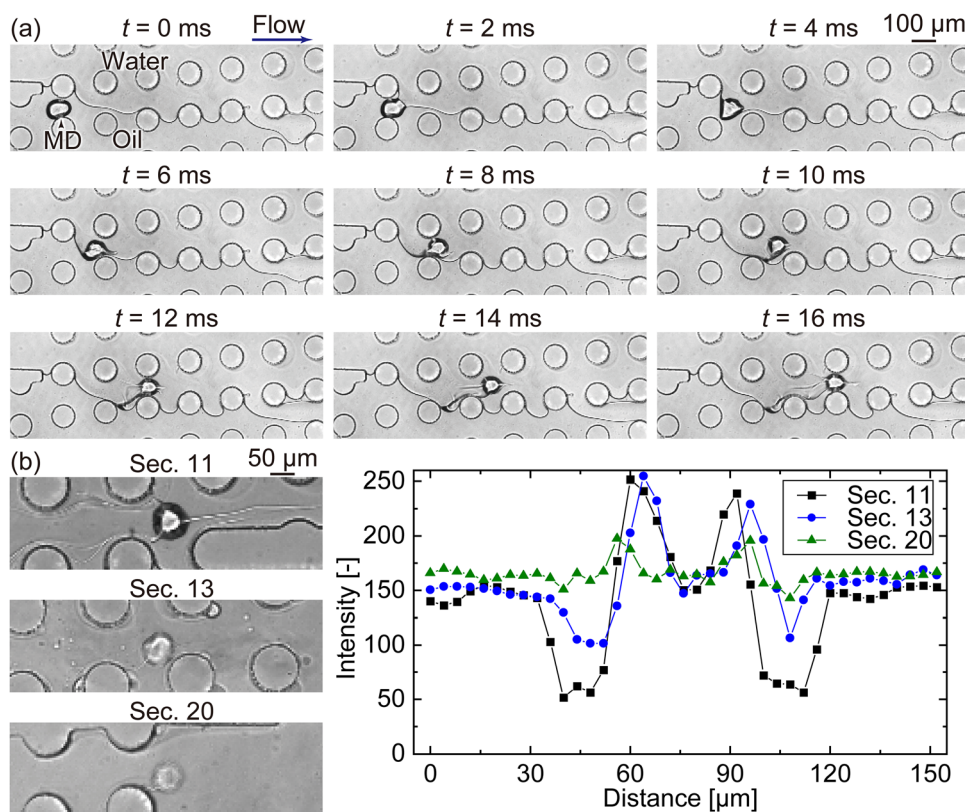 (a) t = 0 ms Flow t = 2 ms t = 4 ms 100 µm
Water
MD Oil
t = 6 ms t = 8 ms t = 10 ms
t = 12 ms t = 14 ms t = 16 ms
(b) Sec. 11 50 µm
Sec. 13
Sec. 20
Intensity [-]
250
200
150
100
50
0
Sec. 11
Sec. 13
Sec. 20
0 30 60 90 120 150
Distance [µm]